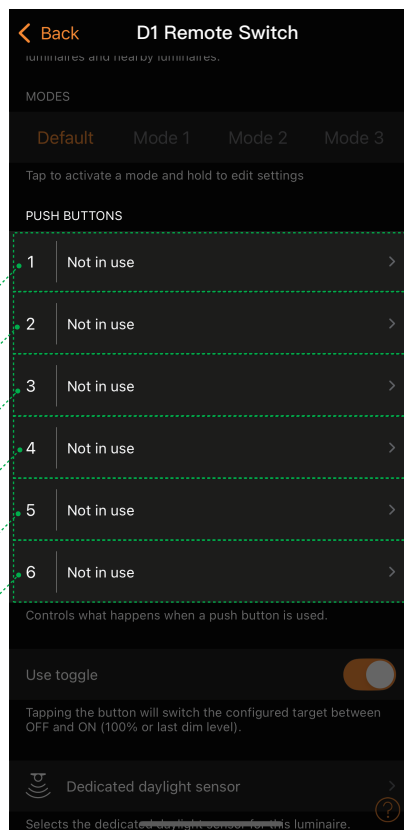 Back
D1 Remote Switch
luminaires and nearby luminaires.
MODES
Default Mode 1 Mode 2 Mode 3
Tap to activate a mode and hold to edit settings
PUSH BUTTONS
1 Not in use
2 Not in use
3 Not in use
4 Not in use
5 Not in use
6 Not in use
Controls what happens when a push button is used.
Use toggle
Tapping the button will switch the configured target between
OFF and ON (100% or last dim level).
Dedicated daylight sensor
?
Selects the dedicated daylight sensor for this luminaire.